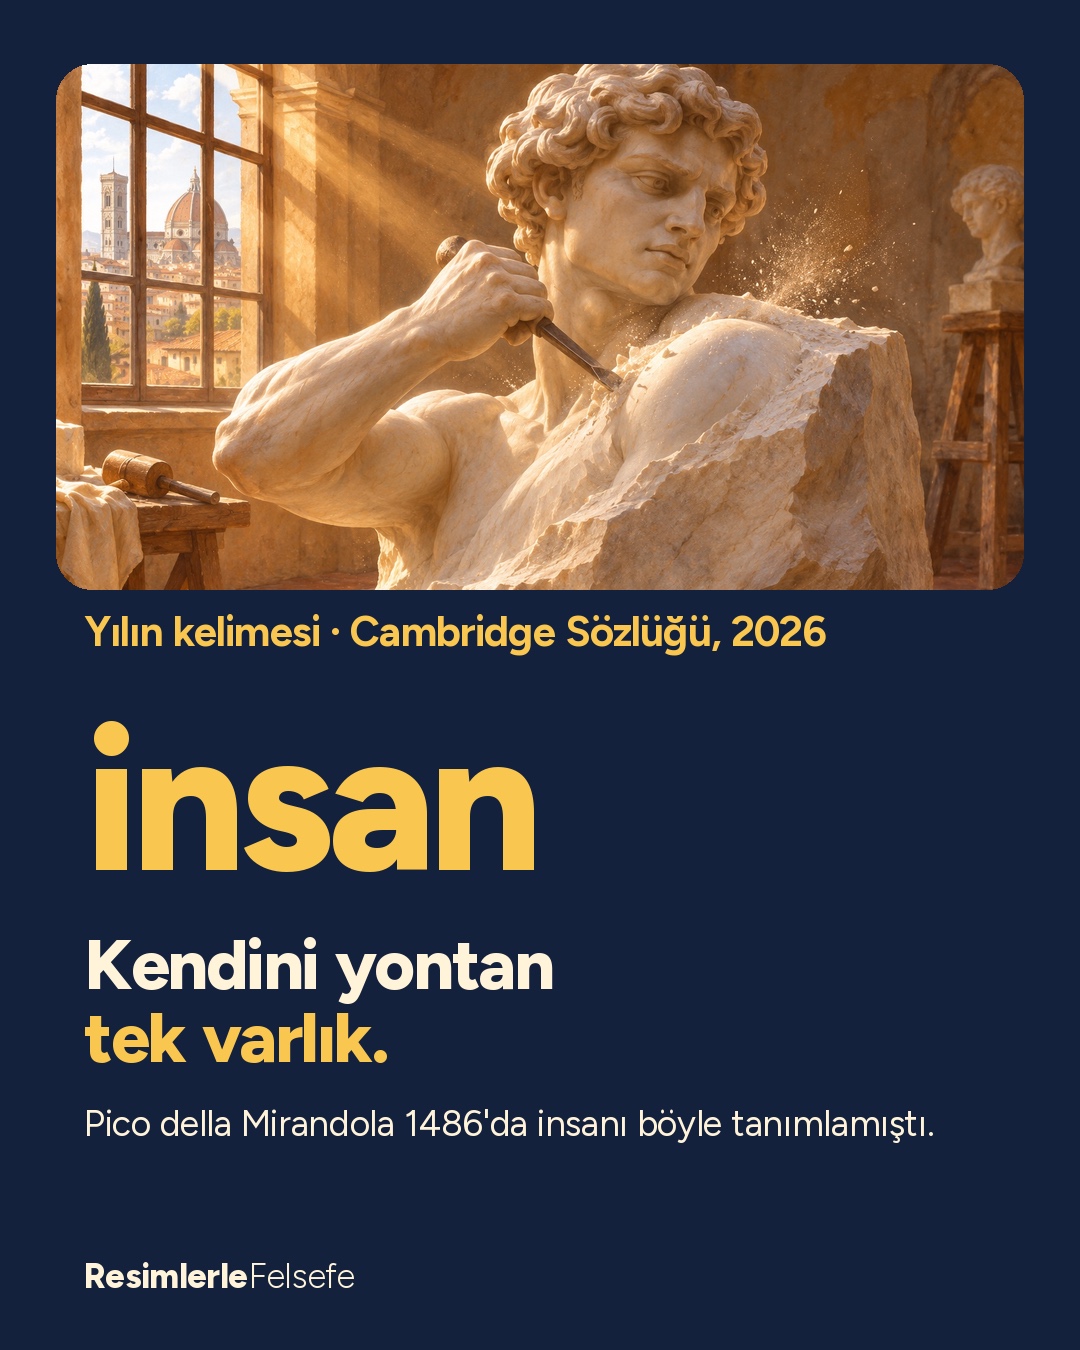 Yılın kelimesi · Cambridge Sözlüğü, 2026
insan
Kendini yontan
tek varlık.
Pico della Mirandola 1486'da insanı böyle tanımlamıştı.
ResimlerleFelsefe